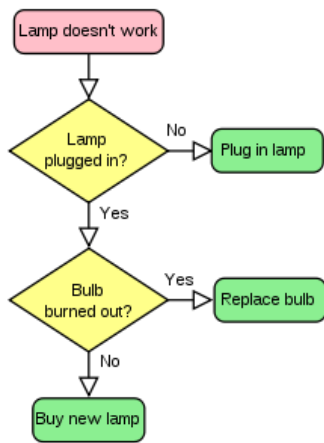 Lamp doesn't work
Lamp
plugged in?
No
Plug in lamp
Yes
Bulb
burned out?
Yes
Replace bulb
No
Buy new lamp